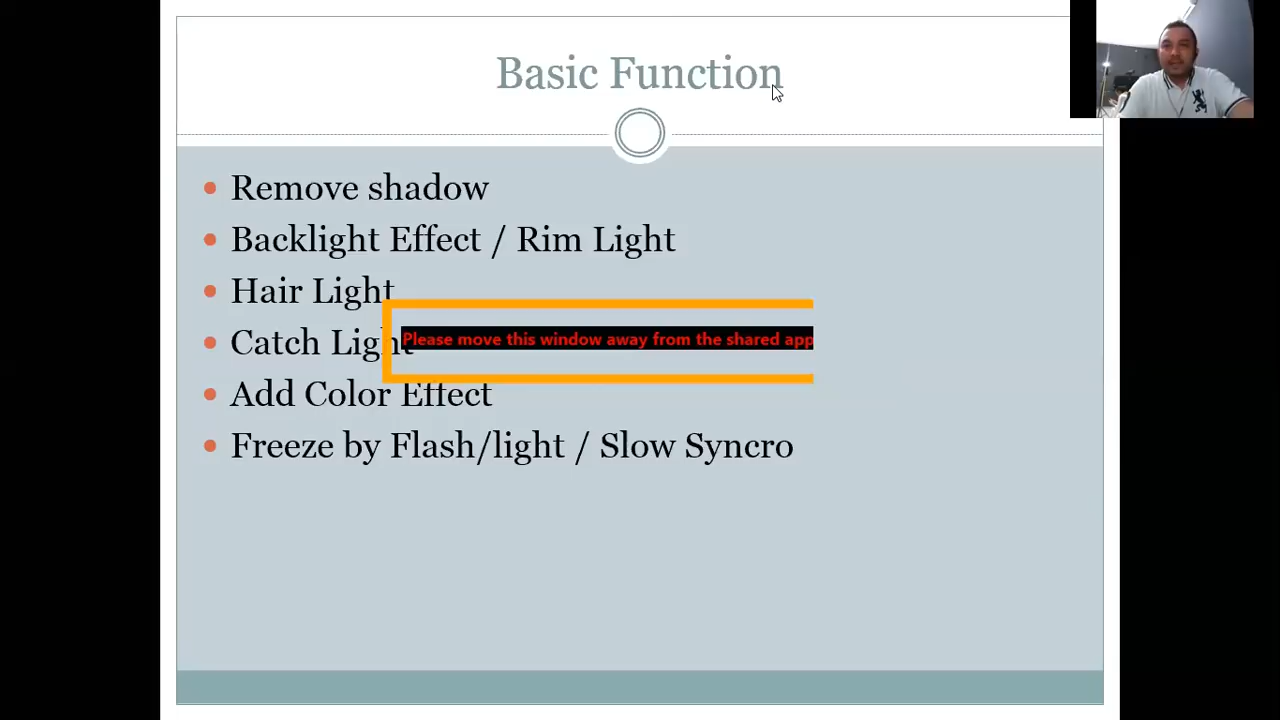 Basic Function
Remove shadow
Backlight Effect / Rim Light
Hair Light
Catch Light
Please move this window away from the shared app
Add Color Effect
Freeze by Flash/light / Slow Syncro